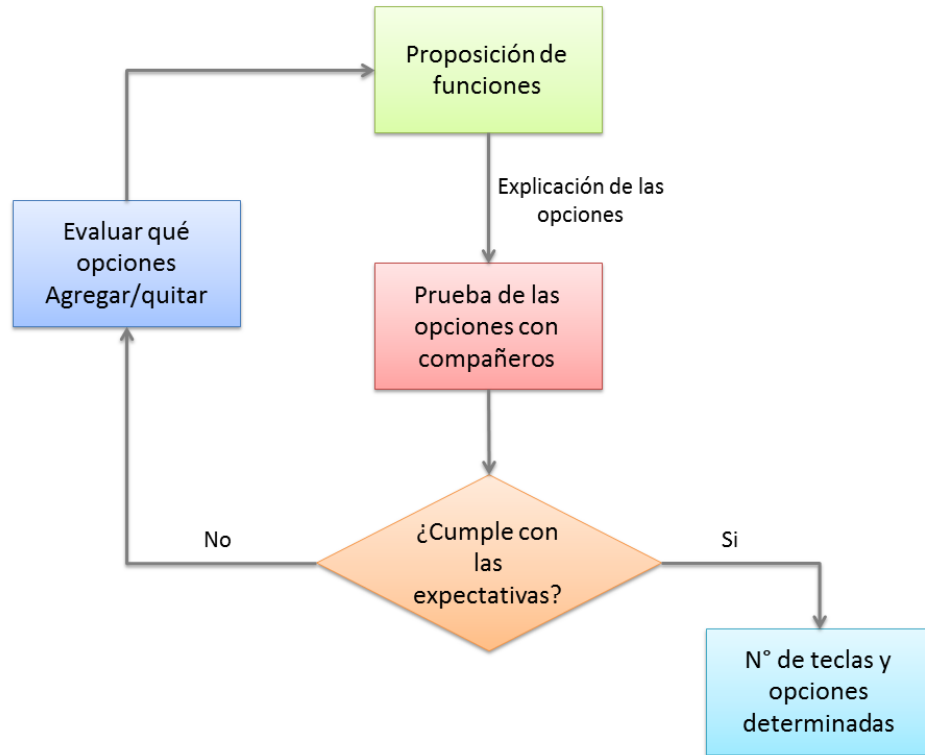 Proposición de
funciones
Explicación de las
opciones
Evaluar qué
opciones
Agregar/quitar
Prueba de las
opciones con
compañeros
¿Cumple con
las
expectativas?
No
Si
N° de teclas y
opciones
determinadas